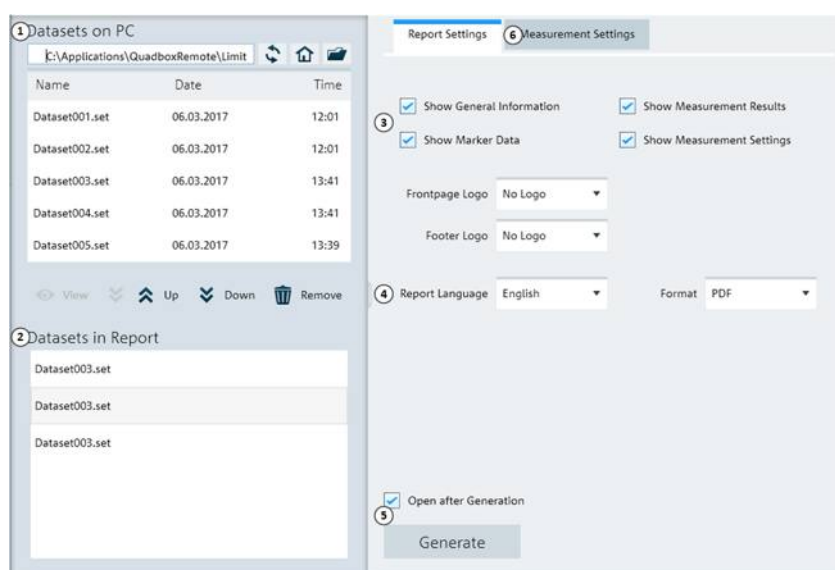 1 Datasets on PC
C:\Applications\QuadboxRemote\Limit
Name Date Time
Dataset001.set 06.03.2017 12:01
Dataset002.set 06.03.2017 12:01
Dataset003.set 06.03.2017 13:41
Dataset004.set 06.03.2017 13:41
Dataset005.set 06.03.2017 13:39
View Up Down Remove
2 Datasets in Report
Dataset003.set
Dataset003.set
Dataset003.set
Report Settings 6 Measurement Settings
3
Show General Information Show Measurement Results
Show Marker Data Show Measurement Settings
Frontpage Logo No Logo
Footer Logo No Logo
4 Report Language English Format PDF
Open after Generation
5
Generate